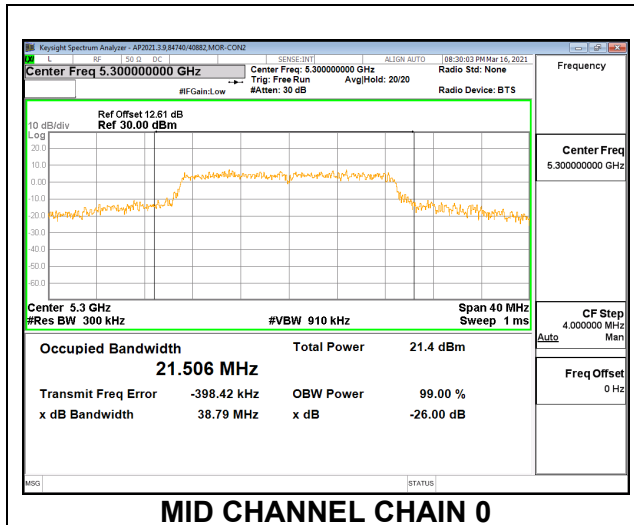 Keysight Spectrum Analyzer - AP2021.3.9,84740/40882,MOR-CON2
L RF 50 Ω DC SENSE:INT ALIGN AUTO 08:30:03 PM Mar 16, 2021
Center Freq 5.300000000 GHz
Center Freq: 5.300000000 GHz
Radio Std: None
Trig: Free Run
Avg|Hold: 20/20
#IFGain:Low
#Atten: 30 dB
Radio Device: BTS
Ref Offset 12.61 dB
10 dB/div
Ref 30.00 dBm
Log
20.0
10.0
0.00
-10.0
-20.0
-30.0
-40.0
-50.0
-60.0
Center 5.3 GHz
Span 40 MHz
#Res BW 300 kHz
#VBW 910 kHz
Sweep 1 ms
Occupied Bandwidth
Total Power 21.4 dBm
21.506 MHz
Transmit Freq Error -398.42 kHz
OBW Power 99.00 %
x dB Bandwidth 38.79 MHz
x dB -26.00 dB
Frequency
Center Freq
5.300000000 GHz
CF Step
4.000000 MHz
Auto Man
Freq Offset
0 Hz
MSG
STATUS
MID CHANNEL CHAIN 0